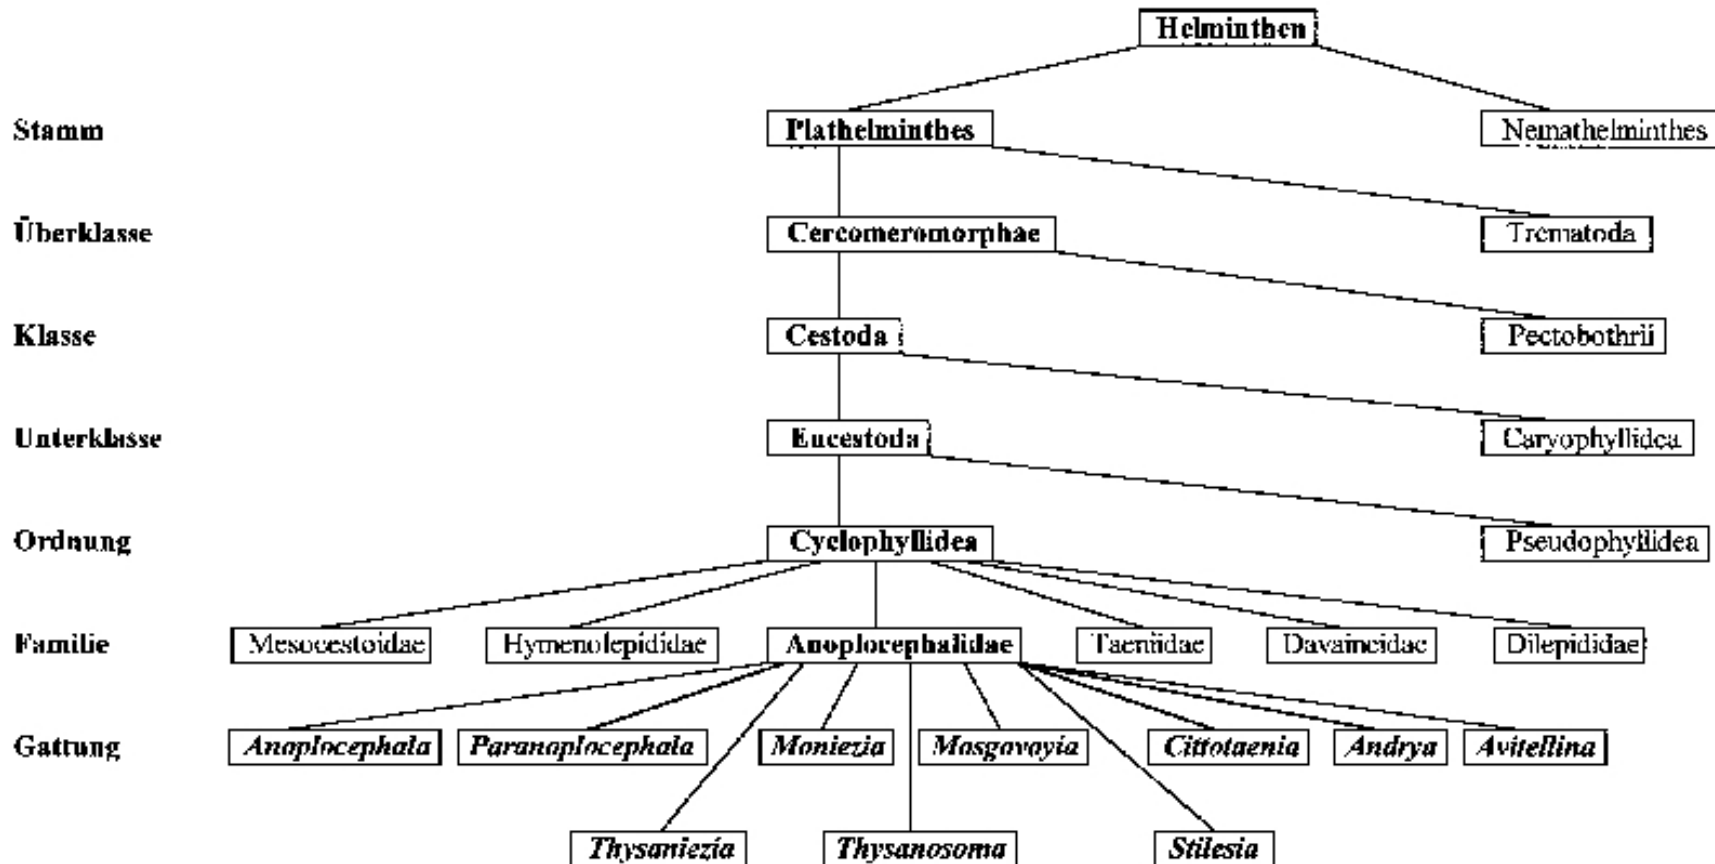 Helminthen
Stamm Plathelminthes Nemathelminthes
Überklasse Cercomeromorphae Trematoda
Klasse Cestoda Pectobothrii
Unterklasse Eucestoda Caryophyllidea
Ordnung Cyclophyllidea Pseudophyllidea
Familie Mesocestoidae Hymenolepididae Anoplocephalidae Taeniidae Davaineidae Dilepididae
Gattung Anoplocephala Paranoplocephala Moniezia Mosgovoyia Cittotaenia Andrya Avitellina
Thysaniezia Thysanosoma Stilesia